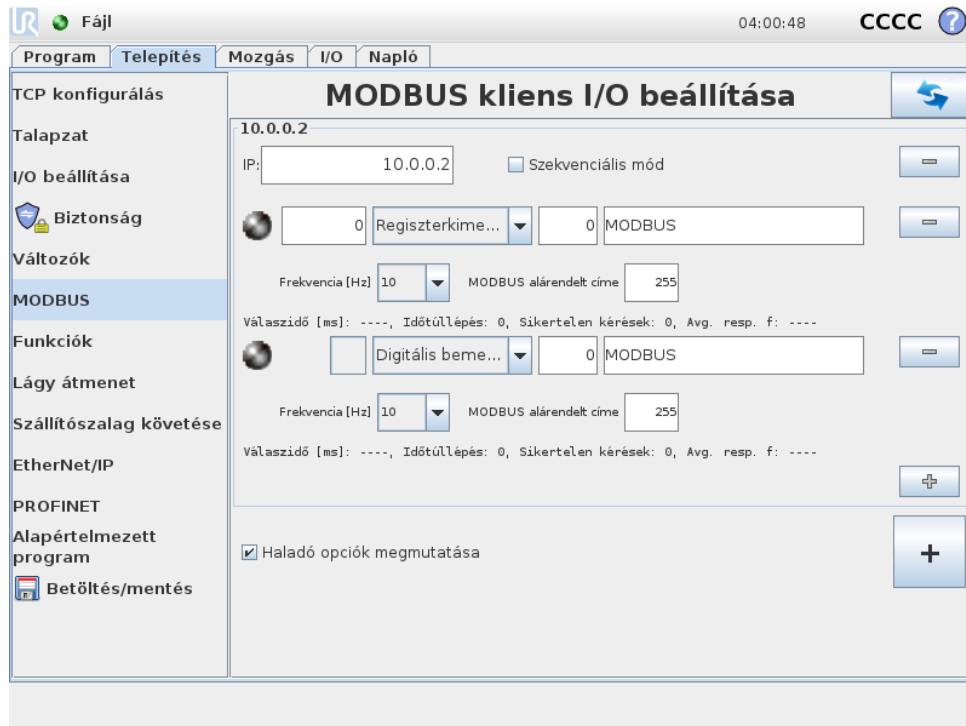 UR Fájl 04:00:48 CCCC ?
Program Telepítés Mozgás I/O Napló
TCP konfigurálás
Talapzat
I/O beállítása
Biztonság
Változók
MODBUS
Funkciók
Lágy átmenet
Szállítószalag követése
EtherNet/IP
PROFINET
Alapértelmezett
program
Betöltés/mentés
MODBUS kliens I/O beállítása
10.0.0.2
IP: 10.0.0.2 Szekvenciális mód
0 Regiszterkime... 0 MODBUS
Frekvencia [Hz] 10 MODBUS alárendelt címe 255
Válaszidő [ms]: ----, Időtúllépés: 0, Sikertelen kérések: 0, Avg. resp. f: ----
Digitális beme... 0 MODBUS
Frekvencia [Hz] 10 MODBUS alárendelt címe 255
Válaszidő [ms]: ----, Időtúllépés: 0, Sikertelen kérések: 0, Avg. resp. f: ----
Haladó opciók megmutatása